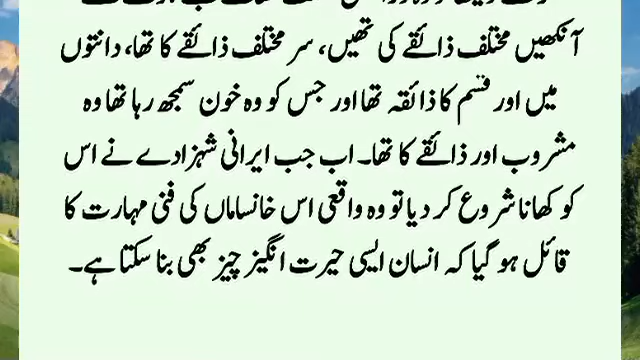 آنکھیں مختلف ذائقے کی تھیں، سر مختلف ذائقے کا تھا، دانتوں
میں اور قسم کا ذائقہ تھا اور جس کو وہ خون سمجھ رہا تھا وہ
مشروب اور ذائقے کا تھا۔ اب جب ایرانی شہزادے نے اس
کو کھانا شروع کر دیا تو وہ واقعی اس خانساماں کی فنی مہارت کا
قائل ہو گیا کہ انسان ایسی حیرت انگیز چیز بھی بنا سکتا ہے۔